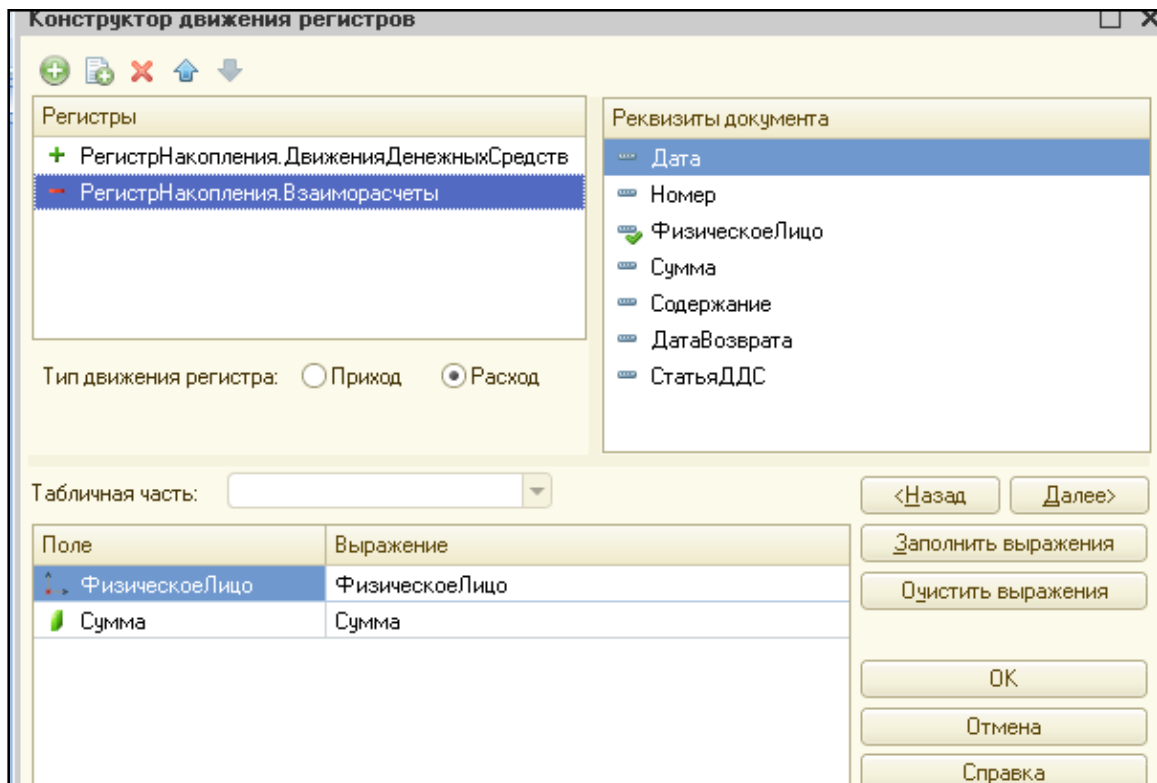 Конструктор движения регистров
Регистры
РегистрНакопления.ДвиженияДенежныхСредств
РегистрНакопления.Взаиморасчеты
Тип движения регистра: Приход Расход
Реквизиты документа
Дата
Номер
ФизическоеЛицо
Сумма
Содержание
ДатаВозврата
СтатьяДДС
Табличная часть:
<Назад Далее>
Поле Выражение
ФизическоеЛицо ФизическоеЛицо
Сумма Сумма
Заполнить выражения
Очистить выражения
ОК
Отмена
Справка